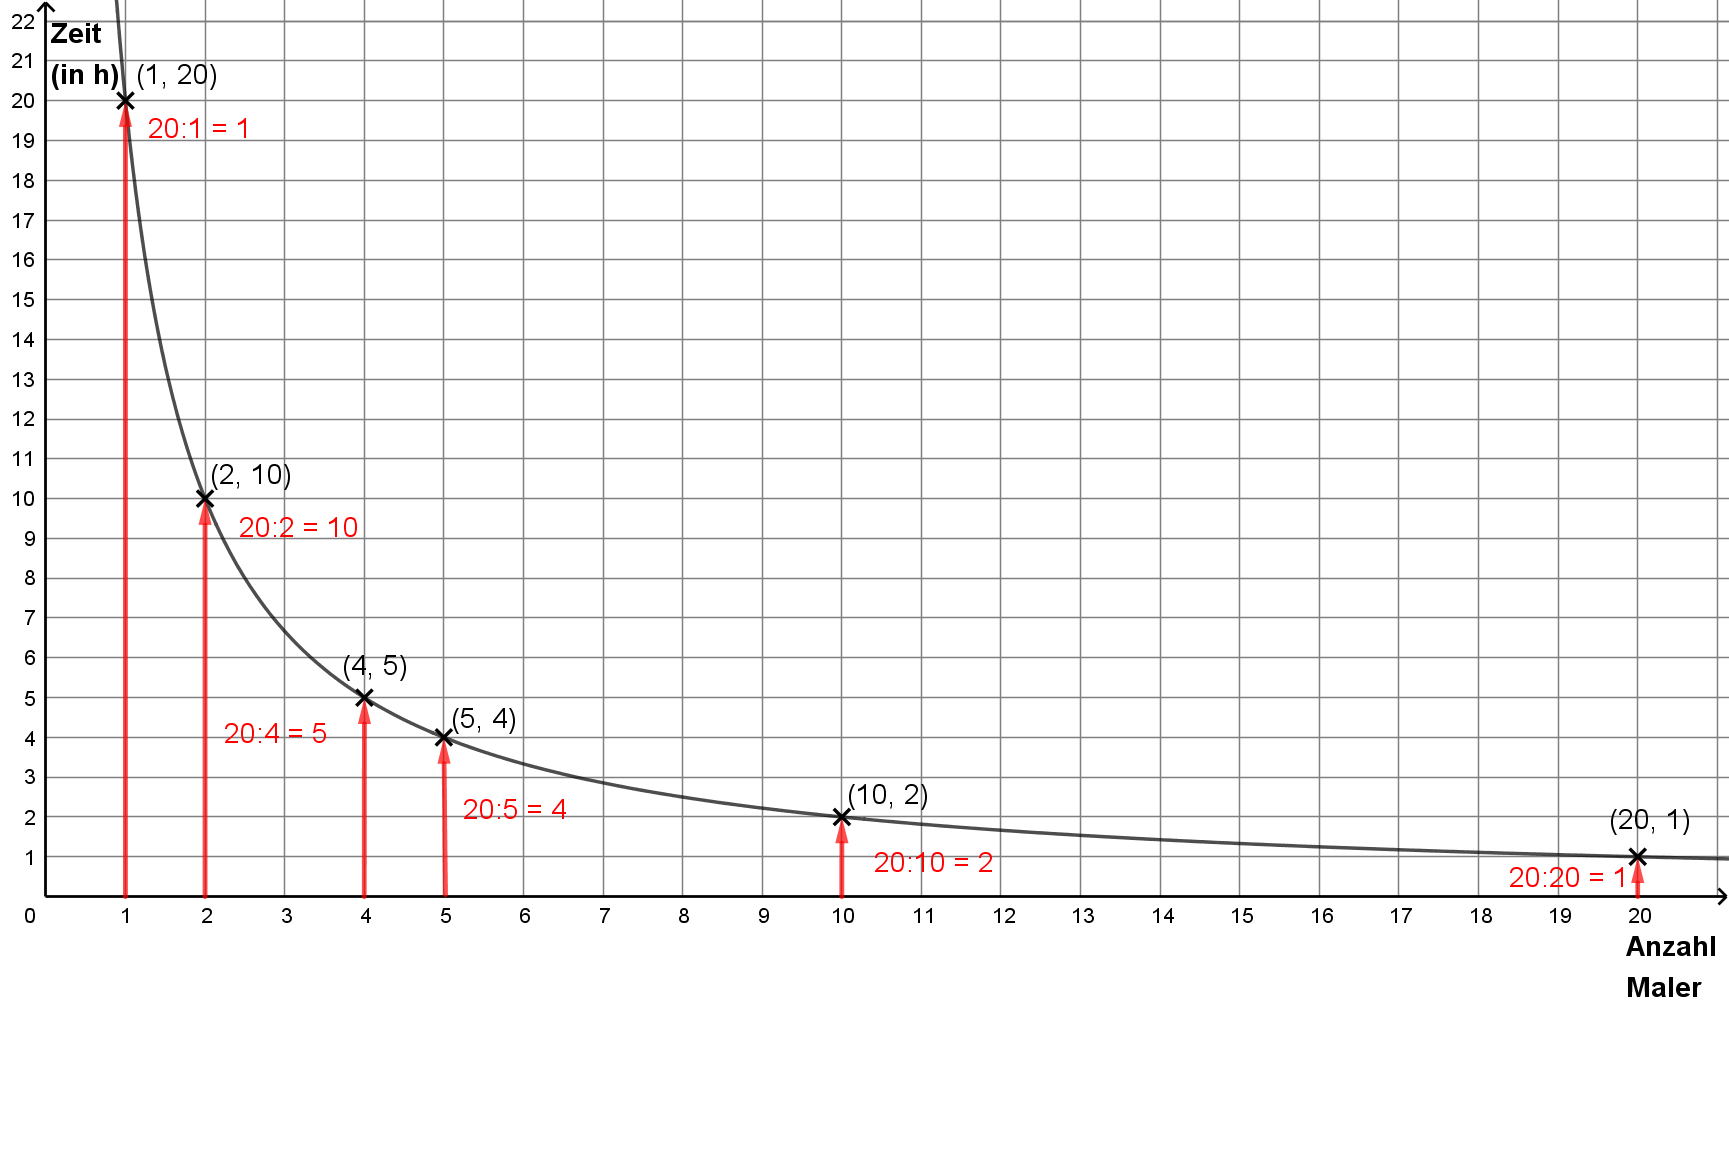 22
Zeit
21
(in h)
(1, 20)
20
20:1 = 1
19
18
17
16
15
14
13
12
11
(2, 10)
10
20:2 = 10
9
8
7
6
(4, 5)
5
(5, 4)
20:4 = 5
4
3
(10, 2)
20:5 = 4
2
(20, 1)
1
20:10 = 2
20:20 = 1
0 1 2 3 4 5 6 7 8 9 10 11 12 13 14 15 16 17 18 19 20
Anzahl
Maler